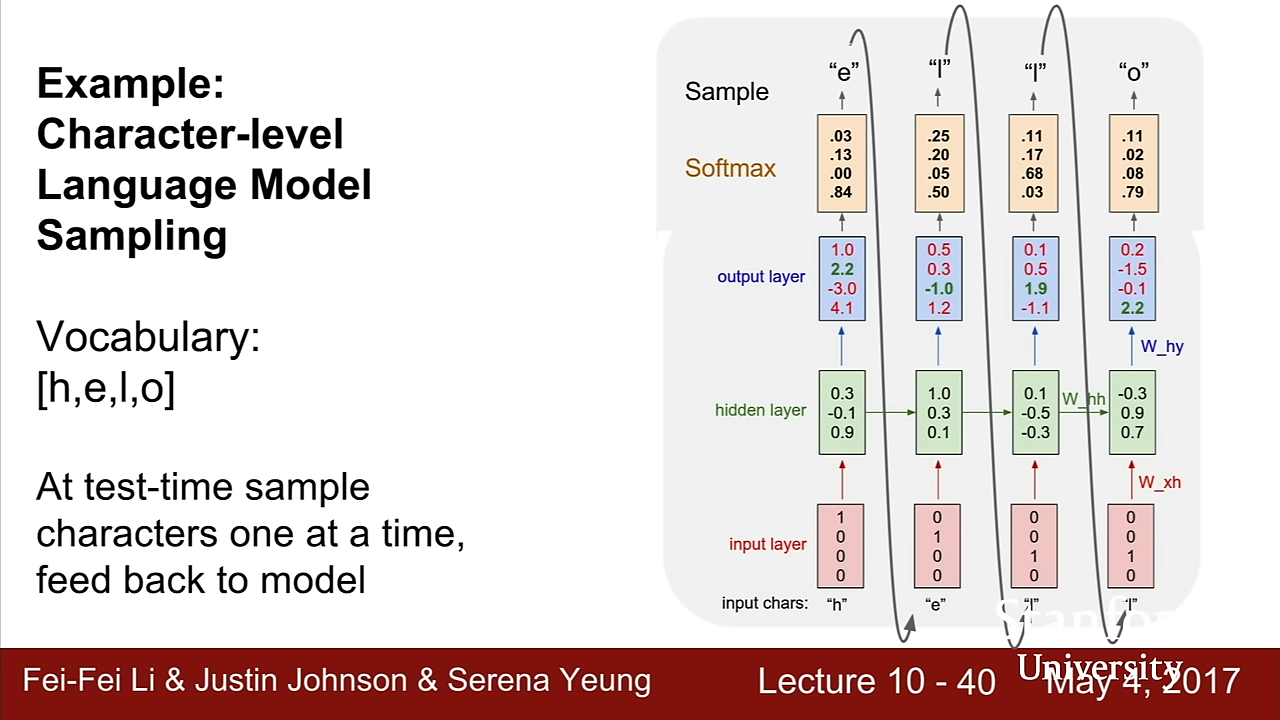 Example:
Character-level
Language Model
Sampling
Vocabulary:
[h,e,l,o]
At test-time sample
characters one at a time,
feed back to model
“e” “l” “l” “o”
Sample
.03 .25 .11 .11
.13 .20 .17 .02
Softmax
.00 .05 .68 .08
.84 .50 .03 .79
1.0 0.5 0.1 0.2
2.2 0.3 0.5 -1.5
output layer
-3.0 -1.0 1.9 -0.1
4.1 1.2 -1.1 2.2
W_hy
0.3 1.0 0.1 -0.3
W_hh
hidden layer
-0.1 0.3 -0.5 0.9
0.9 0.1 -0.3 0.7
W_xh
1 0 0 0
0 1 0 0
input layer
0 0 1 1
0 0 0 0
input chars: “h” “e” “l” “l”
Stanford
University
Fei-Fei Li & Justin Johnson & Serena Yeung
Lecture 10 - 40
May 4, 2017